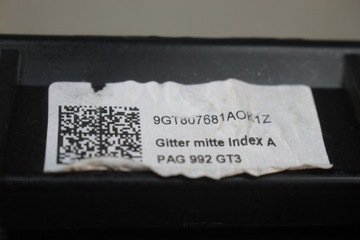 9GT807681AOK1Z
Gitter mitte Index A
PAG 992 GT3